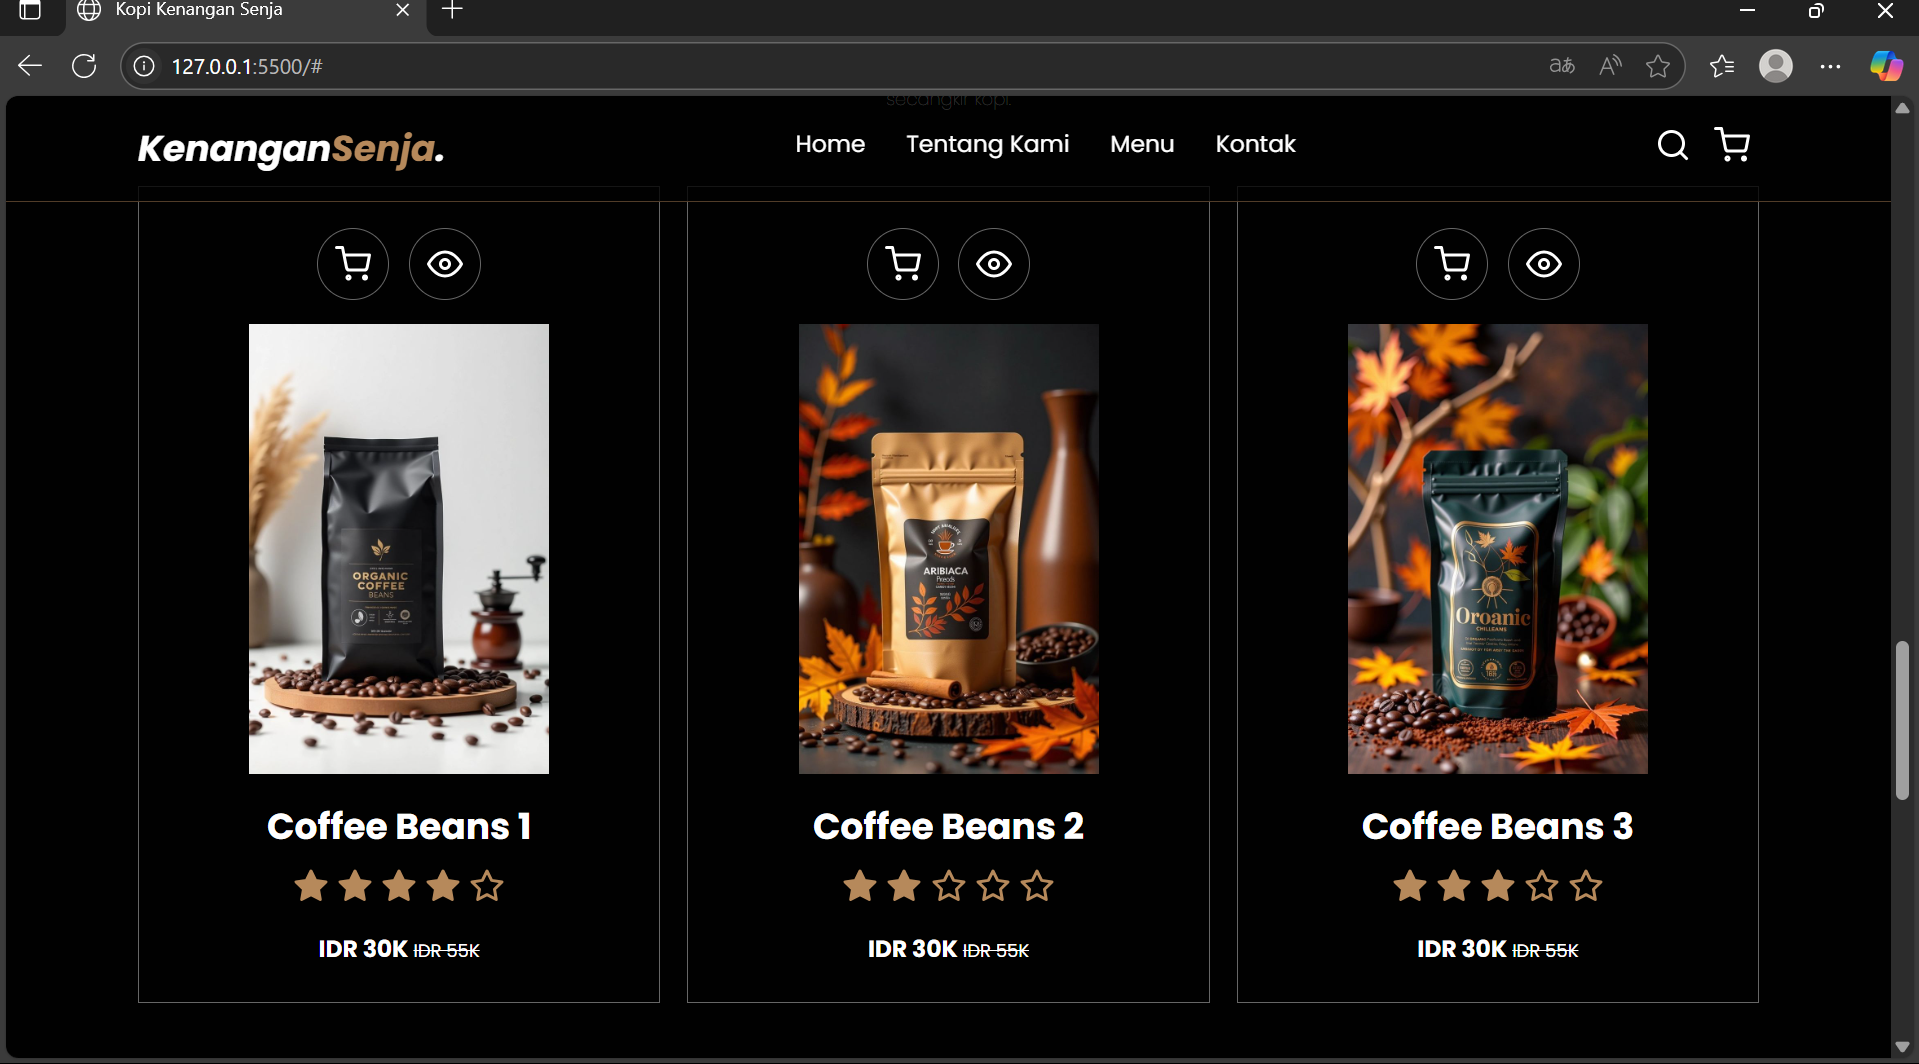 Kopi Kenangan Senja
127.0.0.1:5500/#
secangkir kopi.
KenanganSenja.
Home Tentang Kami Menu Kontak
ORGANIC
COFFEE
BEANS
ARIBIACA
Preods
Oroanic
CHILLEANS
Coffee Beans 1
Coffee Beans 2
Coffee Beans 3
IDR 30K IDR 55K
IDR 30K IDR 55K
IDR 30K IDR 55K